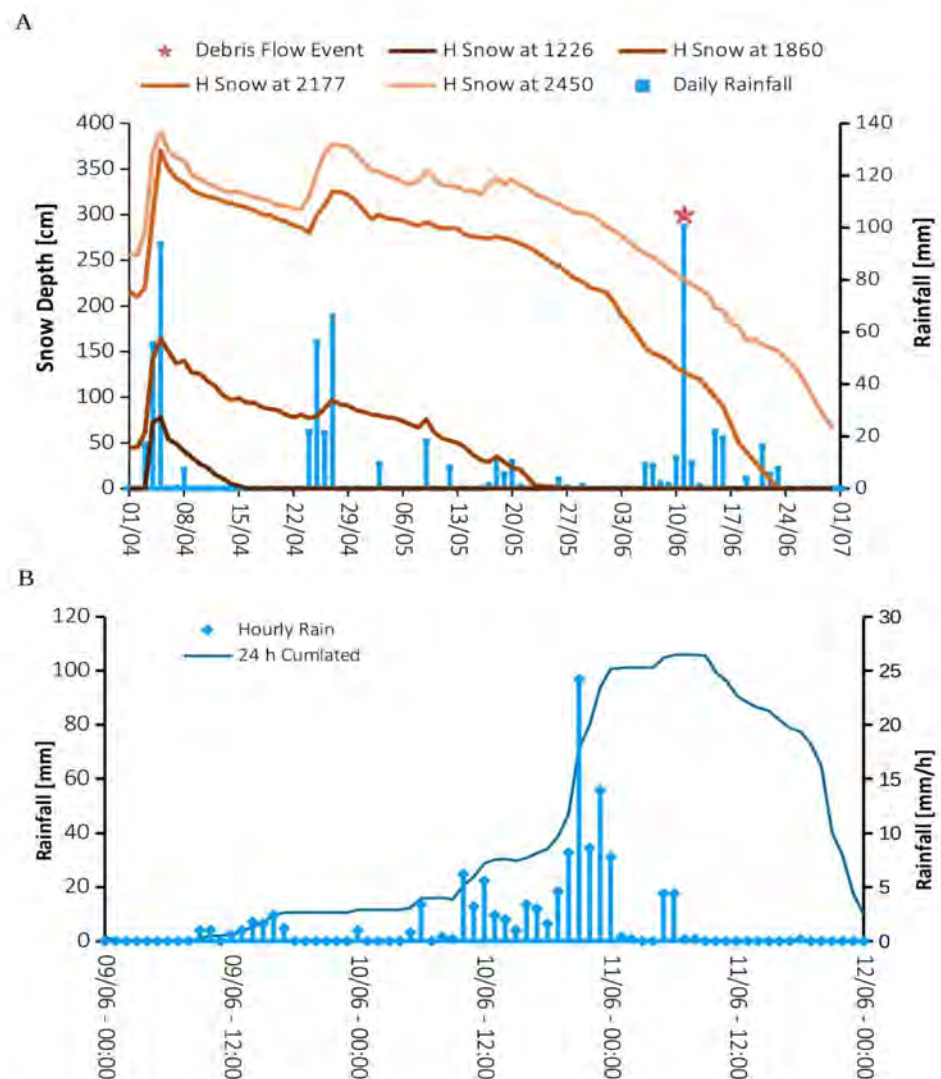 A
Debris Flow Event H Snow at 1226 H Snow at 1860
H Snow at 2177 H Snow at 2450 Daily Rainfall
Snow Depth [cm]
400
350
300
250
200
150
100
50
0
140
120
100
80
60
40
20
0
Rainfall [mm]
01/04 08/04 15/04 22/04 29/04 06/05 13/05 20/05 27/05 03/06 10/06 17/06 24/06 01/07
B
Hourly Rain
24 h Cumlated
Rainfall [mm]
120
100
80
60
40
20
0
30
25
20
15
10
5
0
Rainfall [mm/h]
09/06 - 00:00 09/06 - 12:00 10/06 - 00:00 10/06 - 12:00 11/06 - 00:00 11/06 - 12:00 12/06 - 00:00